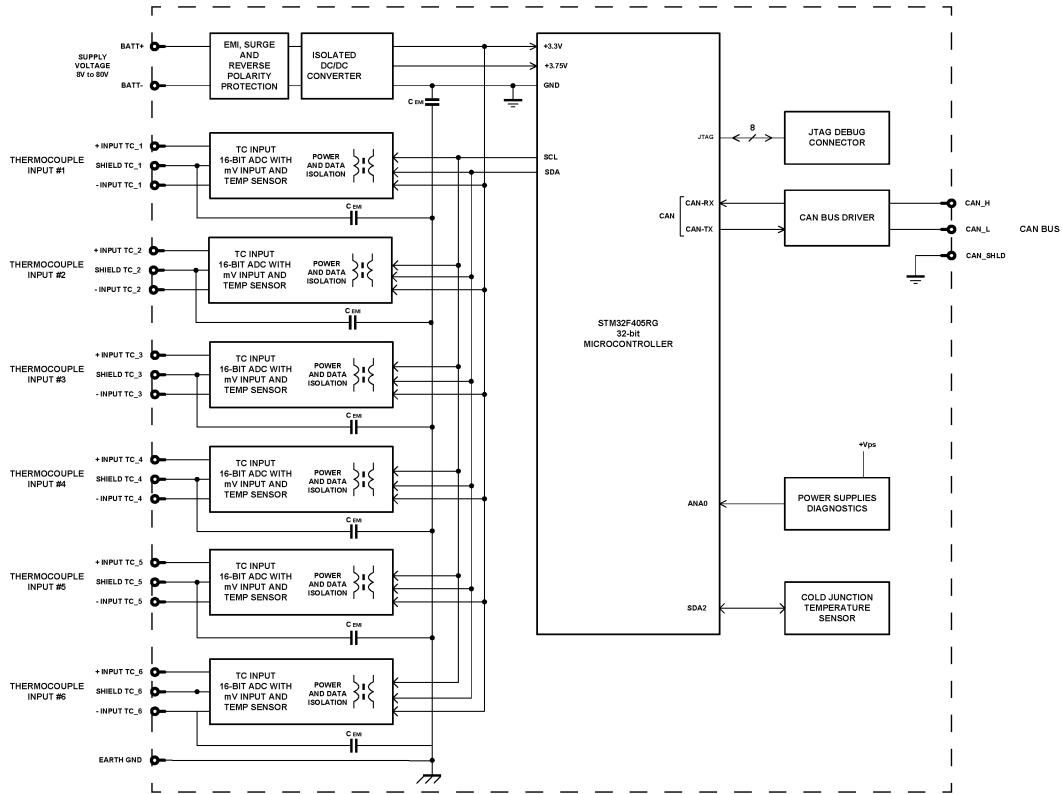 BATT+
SUPPLY
VOLTAGE
8V to 80V
BATT-
EMI, SURGE
AND
REVERSE
POLARITY
PROTECTION
ISOLATED
DC/DC
CONVERTER
C EMI
+3.3V
+3.75V
GND
THERMOCOUPLE
INPUT #1
+ INPUT TC_1
SHIELD TC_1
- INPUT TC_1
TC INPUT
16-BIT ADC WITH
mV INPUT AND
TEMP SENSOR
POWER
AND DATA
ISOLATION
C EMI
SCL
SDA
THERMOCOUPLE
INPUT #2
+ INPUT TC_2
SHIELD TC_2
- INPUT TC_2
TC INPUT
16-BIT ADC WITH
mV INPUT AND
TEMP SENSOR
POWER
AND DATA
ISOLATION
C EMI
THERMOCOUPLE
INPUT #3
+ INPUT TC_3
SHIELD TC_3
- INPUT TC_3
TC INPUT
16-BIT ADC WITH
mV INPUT AND
TEMP SENSOR
POWER
AND DATA
ISOLATION
C EMI
THERMOCOUPLE
INPUT #4
+ INPUT TC_4
SHIELD TC_4
- INPUT TC_4
TC INPUT
16-BIT ADC WITH
mV INPUT AND
TEMP SENSOR
POWER
AND DATA
ISOLATION
C EMI
THERMOCOUPLE
INPUT #5
+ INPUT TC_5
SHIELD TC_5
- INPUT TC_5
TC INPUT
16-BIT ADC WITH
mV INPUT AND
TEMP SENSOR
POWER
AND DATA
ISOLATION
C EMI
THERMOCOUPLE
INPUT #6
+ INPUT TC_6
SHIELD TC_6
- INPUT TC_6
TC INPUT
16-BIT ADC WITH
mV INPUT AND
TEMP SENSOR
POWER
AND DATA
ISOLATION
C EMI
EARTH GND
STM32F405RG
32-bit
MICROCONTROLLER
JTAG
8
JTAG DEBUG
CONNECTOR
CAN
CAN-RX
CAN-TX
CAN BUS DRIVER
CAN_H
CAN_L
CAN_SHLD
CAN BUS
+Vps
ANA0
POWER SUPPLIES
DIAGNOSTICS
SDA2
COLD JUNCTION
TEMPERATURE
SENSOR